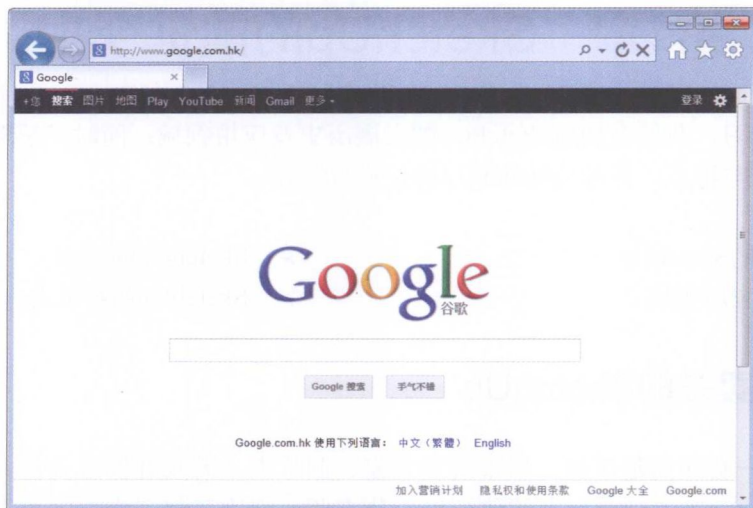 http://www.google.com.hk/
Google
+您 搜索 图片 地图 Play YouTube 新闻 Gmail 更多 登录
Google
谷歌
Google 搜索 手气不错
Google.com.hk 使用下列语言： 中文（繁體） English
加入营销计划 隐私权和使用条款 Google 大全 Google.com